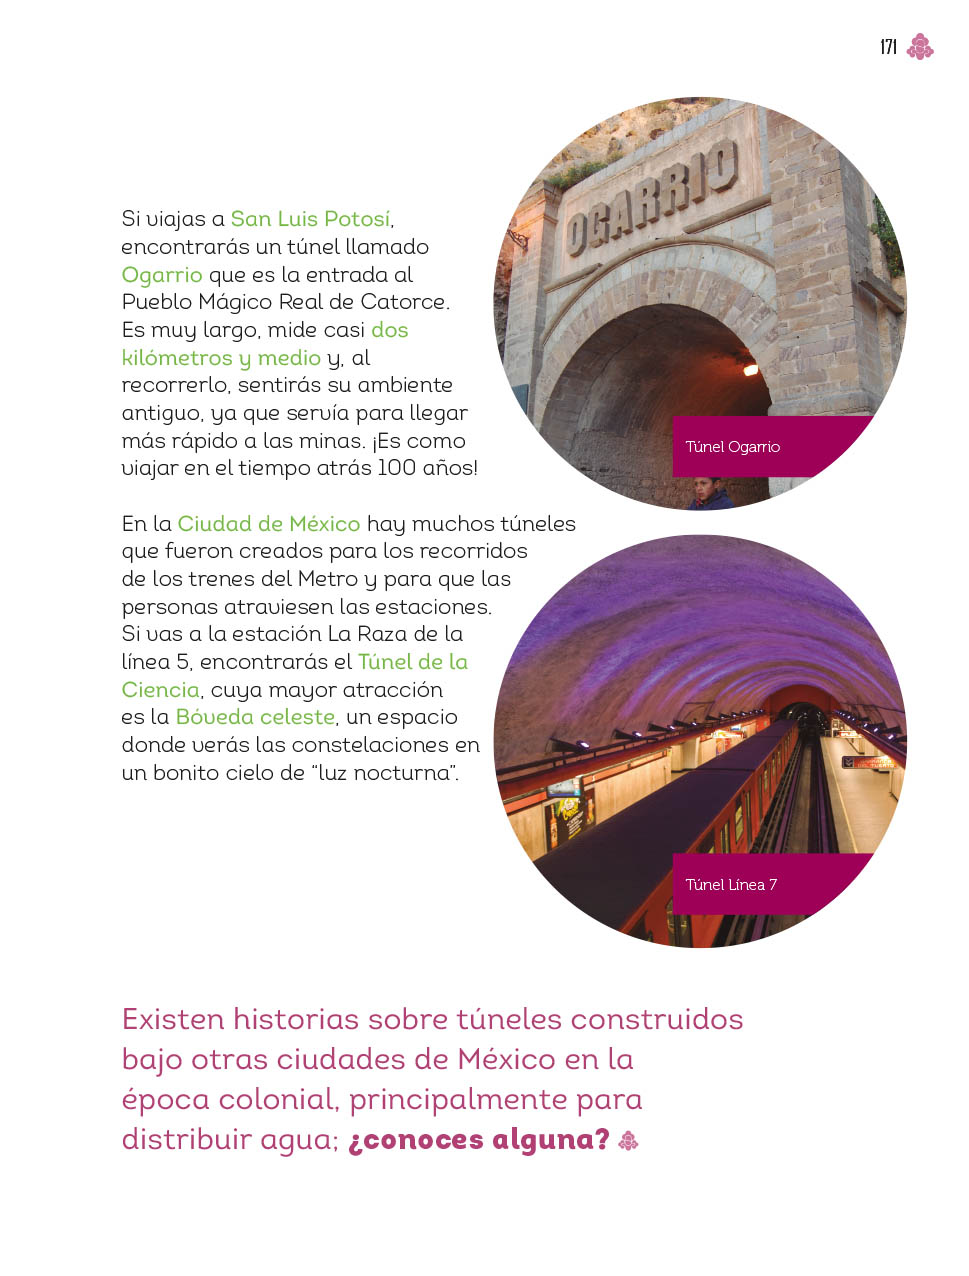 171
OGARRIO
Si viajas a San Luis Potosí,
encontrarás un túnel llamado
Ogarrio que es la entrada al
Pueblo Mágico Real de Catorce.
Es muy largo, mide casi dos
kilómetros y medio y, al
recorrerlo, sentirás su ambiente
antiguo, ya que servía para llegar
más rápido a las minas. ¡Es como
viajar en el tiempo atrás 100 años!
Túnel Ogarrio
En la Ciudad de México hay muchos túneles
que fueron creados para los recorridos
de los trenes del Metro y para que las
personas atraviesen las estaciones.
Si vas a la estación La Raza de la
línea 5, encontrarás el Túnel de la
Ciencia, cuya mayor atracción
es la Bóveda celeste, un espacio
donde verás las constelaciones en
un bonito cielo de “luz nocturna”.
Túnel Línea 7
Existen historias sobre túneles construidos
bajo otras ciudades de México en la
época colonial, principalmente para
distribuir agua; ¿conoces alguna?